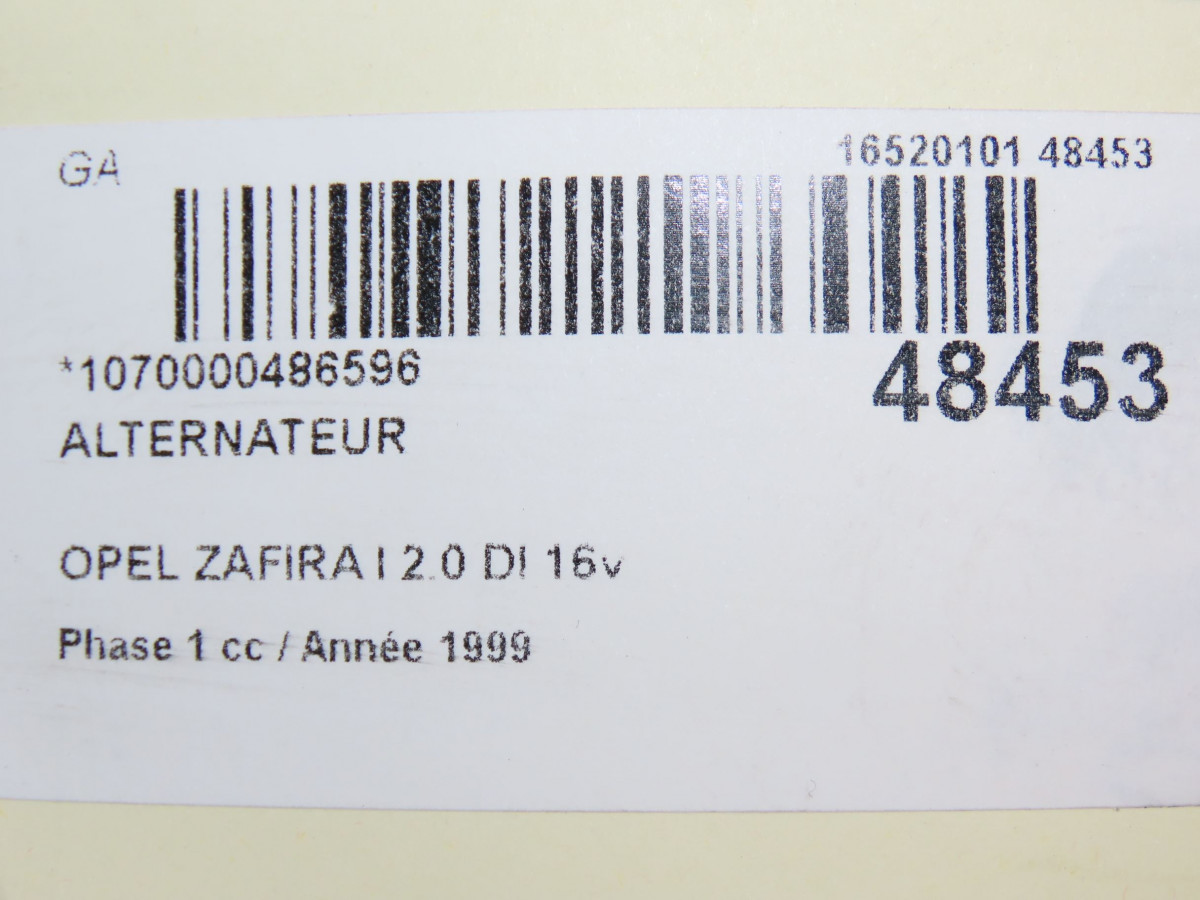 GA
16520101 48453
*1070000486596
48453
ALTERNATEUR
OPEL ZAFIRA I 2.0 DI 16v
Phase 1 cc / Année 1999